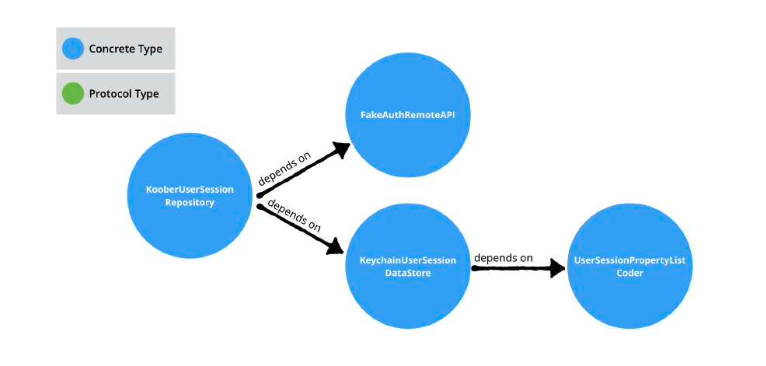 Concrete Type
Protocol Type
FakeAuthRemoteAPI
depends on
KooberUserSession
Repository
depends on
KeychainUserSession
DataStore
depends on
UserSessionPropertyList
Coder